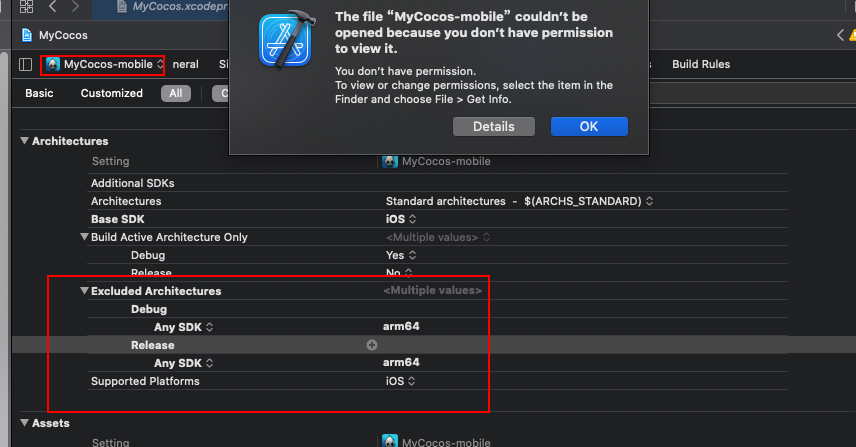 MyCocos.xcodepr
The file “MyCocos-mobile” couldn’t be
opened because you don’t have permission
to view it.
You don’t have permission.
To view or change permissions, select the item in the
Finder and choose File > Get Info.
Details
OK
MyCocos
MyCocos-mobile
neral
Si
Build Rules
Basic
Customized
All
C
Architectures
Setting
MyCocos-mobile
Additional SDKs
Architectures
Standard architectures - $(ARCHS_STANDARD)
Base SDK
iOS
Build Active Architecture Only
<Multiple values>
Debug
Yes
Release
No
Excluded Architectures
<Multiple values>
Debug
Any SDK
arm64
Release
Any SDK
arm64
Supported Platforms
iOS
Assets
Setting
MyCocos-mobile